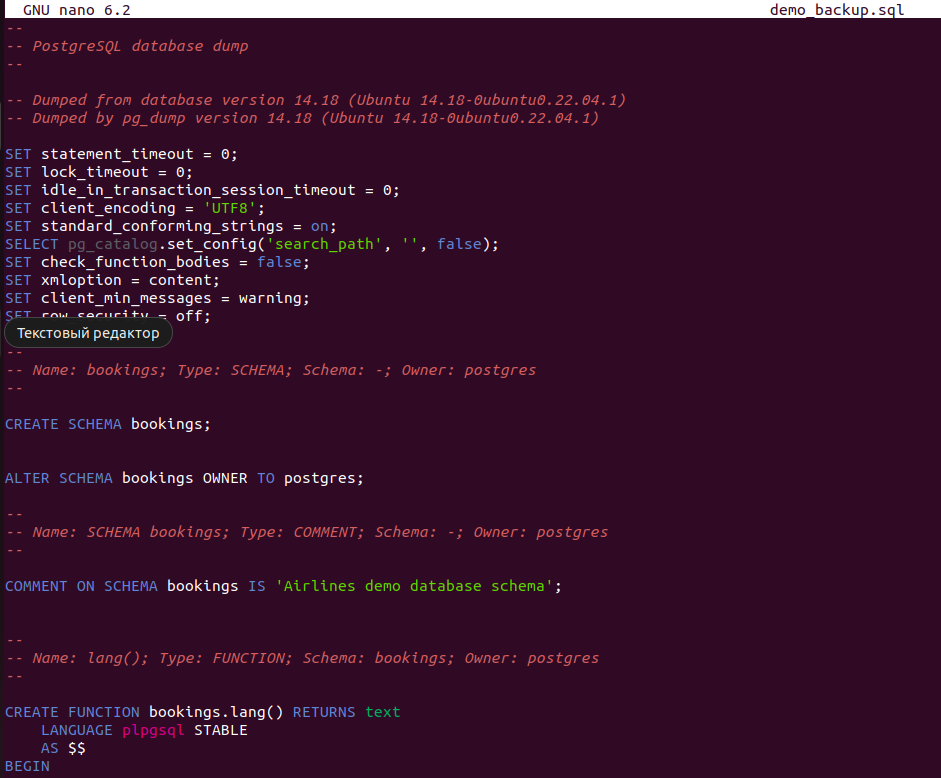 GNU nano 6.2 demo_backup.sql
--
-- PostgreSQL database dump
--
-- Dumped from database version 14.18 (Ubuntu 14.18-0ubuntu0.22.04.1)
-- Dumped by pg_dump version 14.18 (Ubuntu 14.18-0ubuntu0.22.04.1)
SET statement_timeout = 0;
SET lock_timeout = 0;
SET idle_in_transaction_session_timeout = 0;
SET client_encoding = 'UTF8';
SET standard_conforming_strings = on;
SELECT pg_catalog.set_config('search_path', '', false);
SET check_function_bodies = false;
SET xmloption = content;
SET client_min_messages = warning;
SET row_security = off;
Текстовый редактор
--
-- Name: bookings; Type: SCHEMA; Schema: -; Owner: postgres
--
CREATE SCHEMA bookings;
ALTER SCHEMA bookings OWNER TO postgres;
--
-- Name: SCHEMA bookings; Type: COMMENT; Schema: -; Owner: postgres
--
COMMENT ON SCHEMA bookings IS 'Airlines demo database schema';
--
-- Name: lang(); Type: FUNCTION; Schema: bookings; Owner: postgres
--
CREATE FUNCTION bookings.lang() RETURNS text
    LANGUAGE plpgsql STABLE
    AS $$
BEGIN